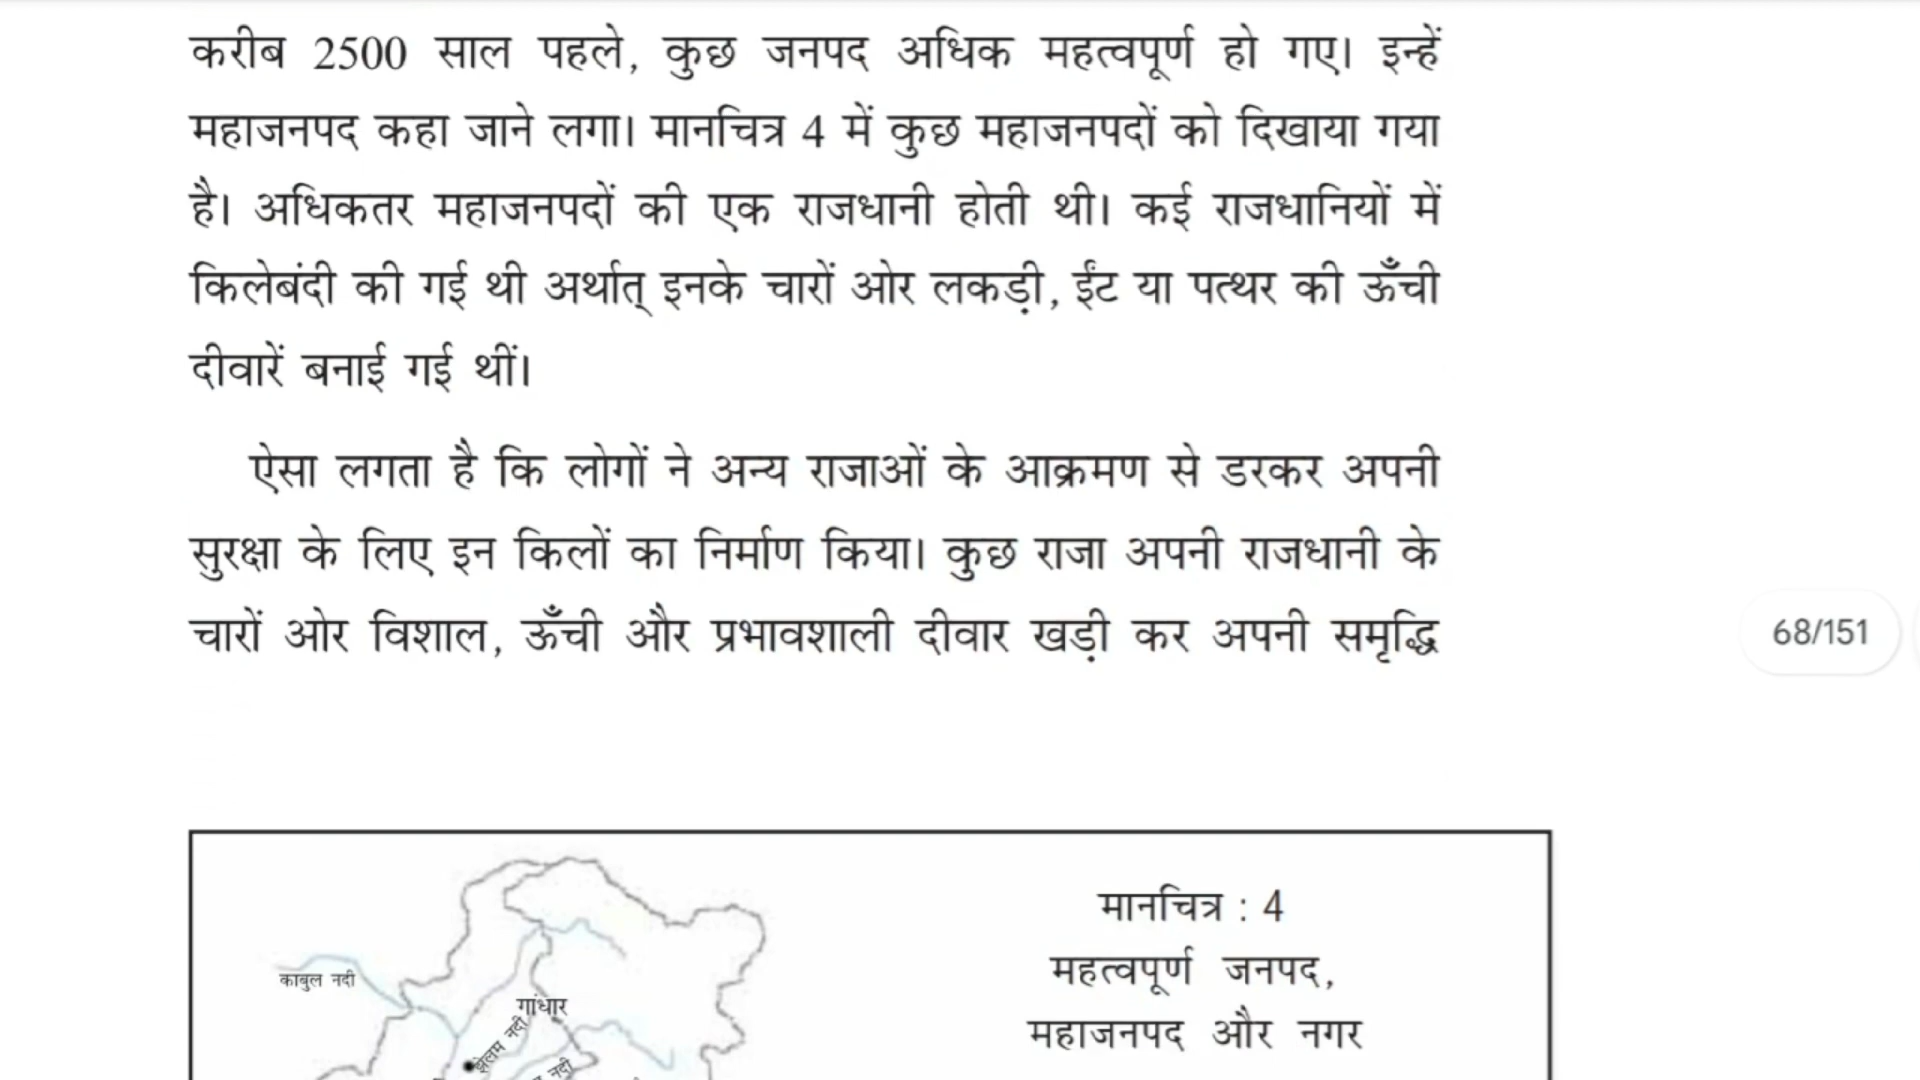 करीब 2500 साल पहले, कुछ जनपद अधिक महत्वपूर्ण हो गए। इन्हें
महाजनपद कहा जाने लगा। मानचित्र 4 में कुछ महाजनपदों को दिखाया गया
है। अधिकतर महाजनपदों की एक राजधानी होती थी। कई राजधानियों में
किलेबंदी की गई थी अर्थात् इनके चारों ओर लकड़ी, ईंट या पत्थर की ऊँची
दीवारें बनाई गई थीं।
ऐसा लगता है कि लोगों ने अन्य राजाओं के आक्रमण से डरकर अपनी
सुरक्षा के लिए इन किलों का निर्माण किया। कुछ राजा अपनी राजधानी के
चारों ओर विशाल, ऊँची और प्रभावशाली दीवार खड़ी कर अपनी समृद्धि
68/151
मानचित्र : 4
महत्वपूर्ण जनपद,
महाजनपद और नगर
काबुल नदी
गांधार
झेलम नदी
नदी